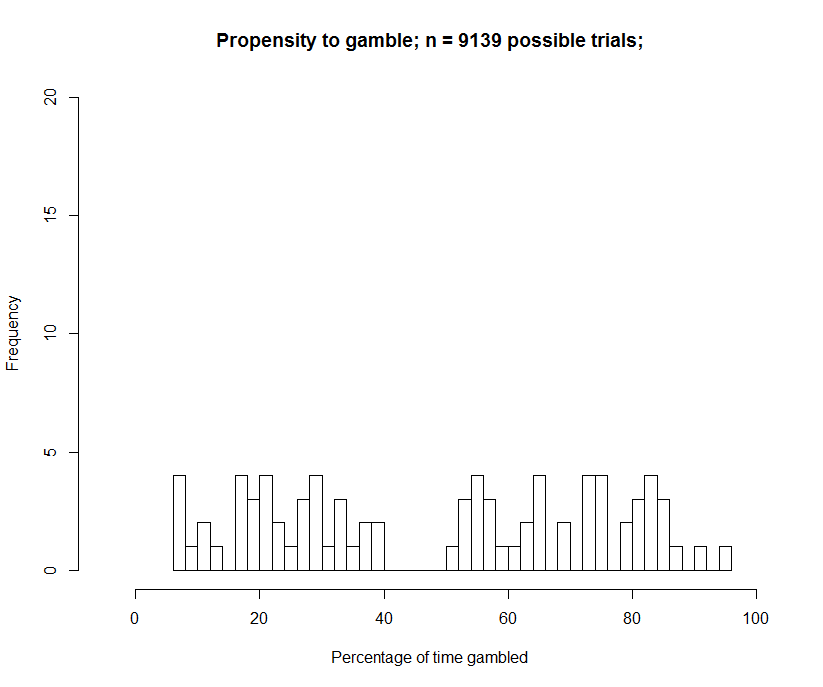 Propensity to gamble; n = 9139 possible trials;
20
15
10
5
0
Frequency
0 20 40 60 80 100
Percentage of time gambled